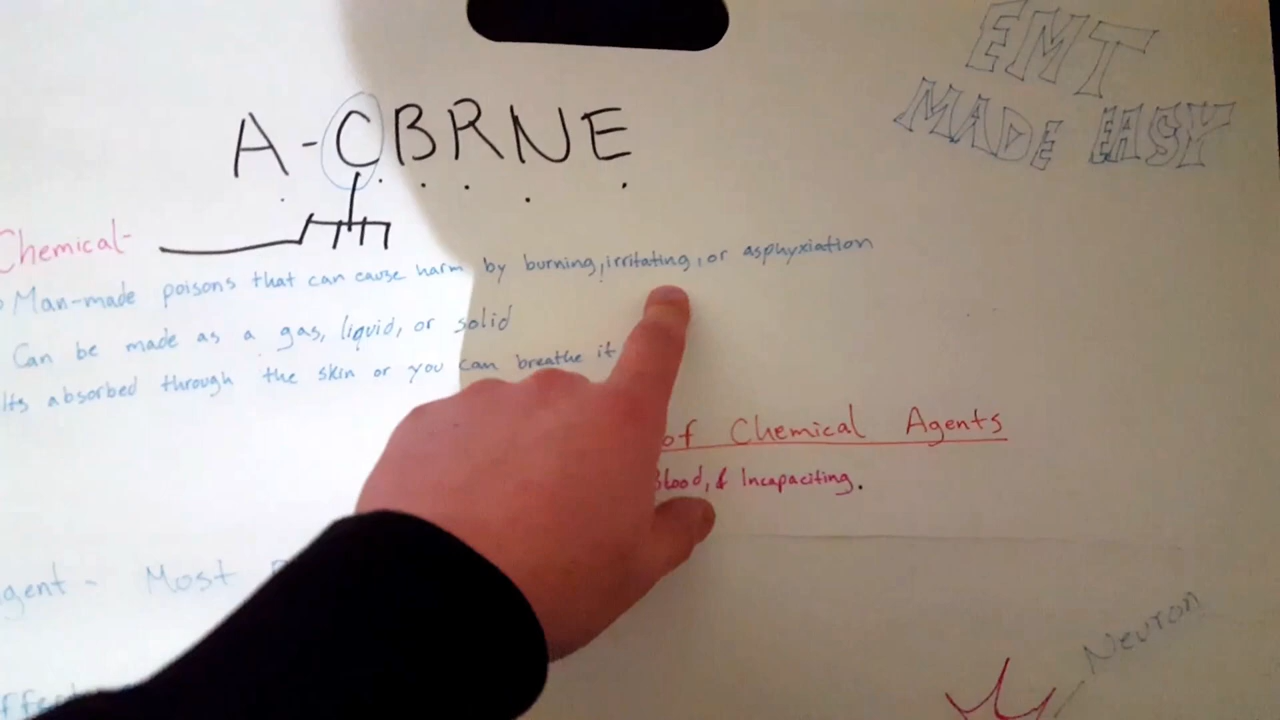 EMT
MADE EASY
A-CBRNE
Chemical-
Man-made poisons that can cause harm by burning, irritating, or asphyxiation
Can be made as a gas, liquid, or solid
Its absorbed through the skin or you can breathe it
of Chemical Agents
Blood, & Incapaciting.
gent - Most
Neuron